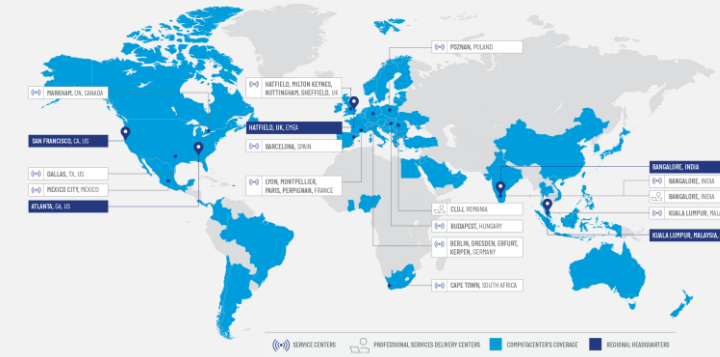 POZNAN, POLAND
MARKHAM, ON, CANADA
HATFIELD, MILTON KEYNES,
NOTTINGHAM, SHEFFIELD, UK
HATFIELD, UK, EMEA
SAN FRANCISCO, CA, US
BARCELONA, SPAIN
DALLAS, TX, US
MEXICO CITY, MEXICO
ATLANTA, GA, US
LYON, MONTPELLIER,
PARIS, PERPIGNAN, FRANCE
BANGALORE, INDIA
BANGALORE, INDIA
BANGALORE, INDIA
KUALA LUMPUR, MALA
KUALA LUMPUR, MALAYSIA,
CLUJ, ROMANIA
BUDAPEST, HUNGARY
BERLIN, DRESDEN, ERFURT,
KERPEN, GERMANY
CAPE TOWN, SOUTH AFRICA
SERVICE CENTERS
PROFESSIONAL SERVICES DELIVERY CENTERS
COMPUTACENTER'S COVERAGE
REGIONAL HEADQUARTERS